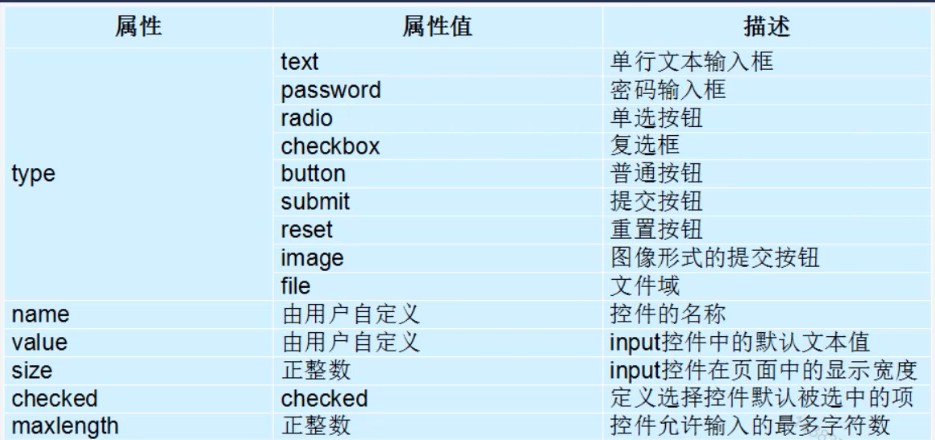 属性 属性值 描述
text 单行文本输入框
password 密码输入框
radio 单选按钮
checkbox 复选框
type button 普通按钮
submit 提交按钮
reset 重置按钮
image 图像形式的提交按钮
file 文件域
name 由用户自定义 控件的名称
value 由用户自定义 input控件中的默认文本值
size 正整数 input控件在页面中的显示宽度
checked checked 定义选择控件默认被选中的项
maxlength 正整数 控件允许输入的最多字符数